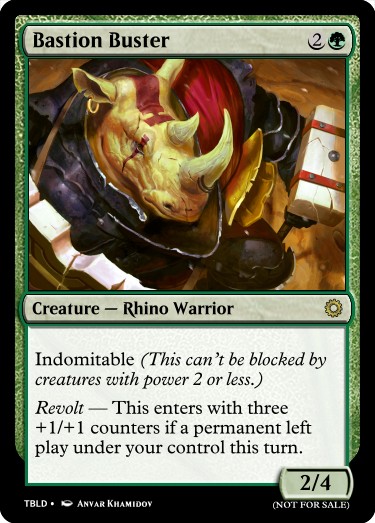 Bastion Buster 2
Creature — Rhino Warrior
Indomitable (This can't be blocked by
creatures with power 2 or less.)
Revolt — This enters with three
+1/+1 counters if a permanent left
play under your control this turn.
2/4
TBLD • Anvar Khamidov
(NOT FOR SALE)